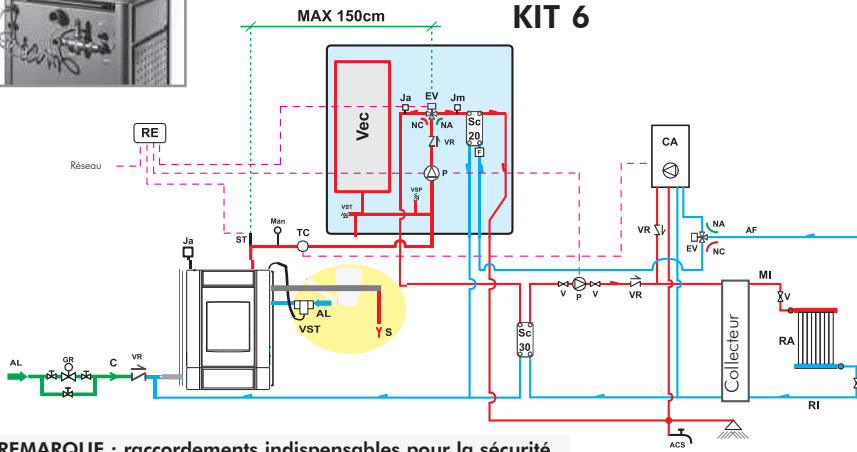 KIT 6
MAX 150cm
Ja
EV
Jm
NC
NA
Vec
Sc
20
F
VR
P
VSP
VST
RE
Réseau
CA
VR
EV
NA
NC
AF
ST
Man
TC
Ja
AL
VST
S
V
P
V
VR
MI
V
Sc
30
Collecteur
RA
RI
AL
GR
C
VR
ACS
REMARQUE : raccordements indispensables pour la sécurité